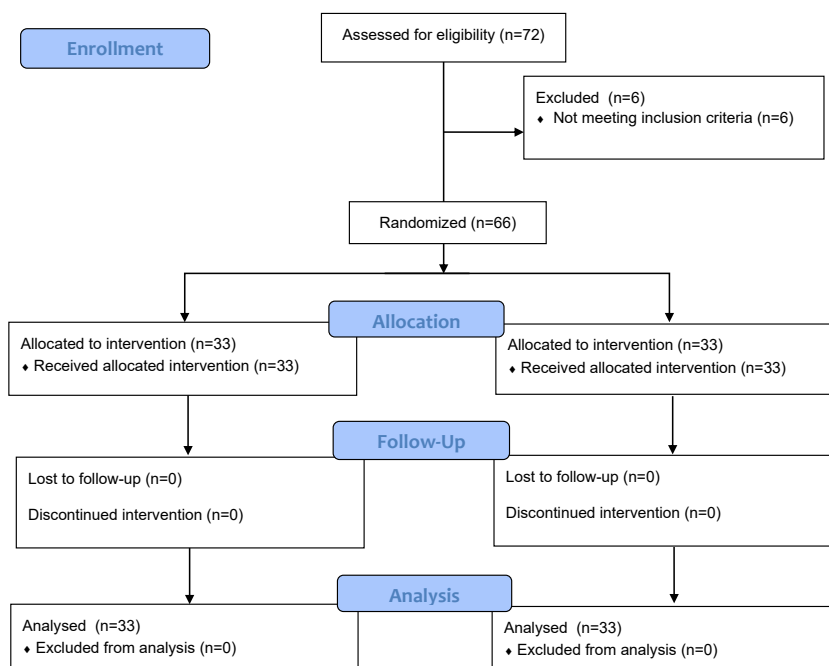 Assessed for eligibility (n=72)
Enrollment
Excluded (n=6)
♦ Not meeting inclusion criteria (n=6)
Randomized (n=66)
Allocation
Allocated to intervention (n=33)
♦ Received allocated intervention (n=33)
Allocated to intervention (n=33)
♦ Received allocated intervention (n=33)
Follow-Up
Lost to follow-up (n=0)
Discontinued intervention (n=0)
Lost to follow-up (n=0)
Discontinued intervention (n=0)
Analysis
Analysed (n=33)
♦ Excluded from analysis (n=0)
Analysed (n=33)
♦ Excluded from analysis (n=0)